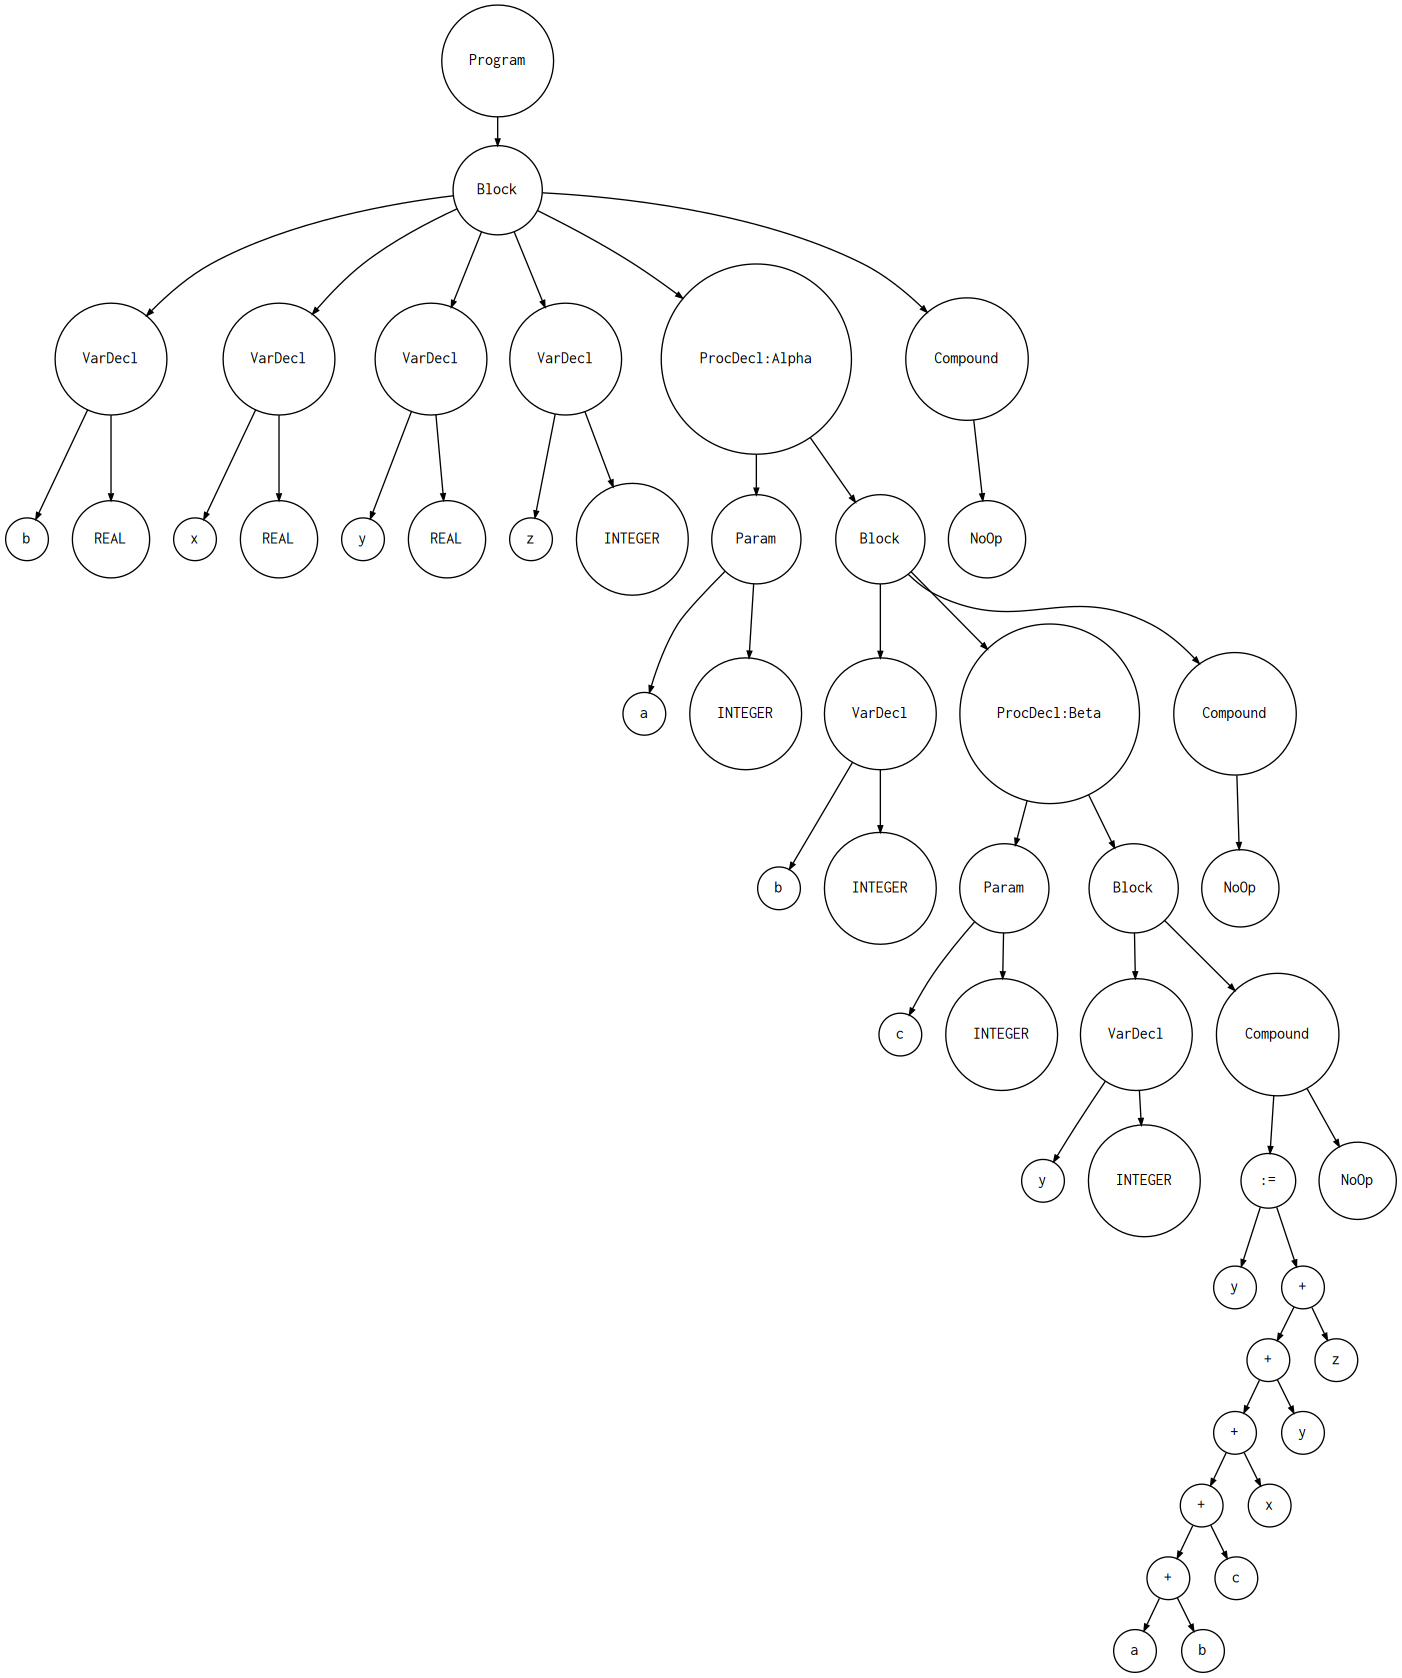 Program
Block
VarDecl
VarDecl
VarDecl
VarDecl
ProcDecl:Alpha
Compound
b
REAL
x
REAL
y
REAL
z
INTEGER
Param
Block
NoOp
a
INTEGER
VarDecl
ProcDecl:Beta
Compound
b
INTEGER
Param
Block
NoOp
c
INTEGER
VarDecl
Compound
y
INTEGER
:=
NoOp
y
+
+
z
+
y
+
x
+
c
a
b